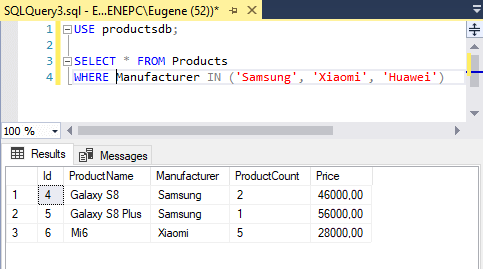 SQLQuery3.sql - E...ENEPC\Eugene (52))*
1 USE productsdb;
2
3 SELECT * FROM Products
4 WHERE Manufacturer IN ('Samsung', 'Xiaomi', 'Huawei')
100 %
Results Messages
Id ProductName Manufacturer ProductCount Price
1 4 Galaxy S8 Samsung 2 46000,00
2 5 Galaxy S8 Plus Samsung 1 56000,00
3 6 Mi6 Xiaomi 5 28000,00